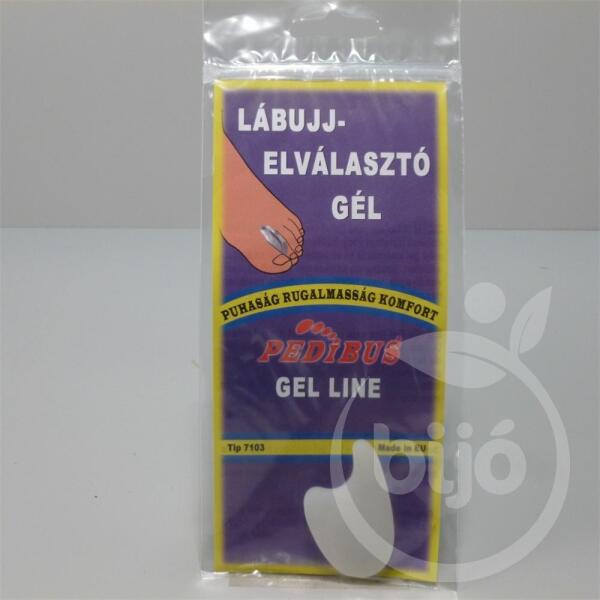 LÁBUJJ-
ELVÁLASZTÓ
GÉL
PUHASÁG RUGALMASSÁG KOMFORT
PEDIBUS
GEL LINE
Tip 7103
Made in EU
bijó